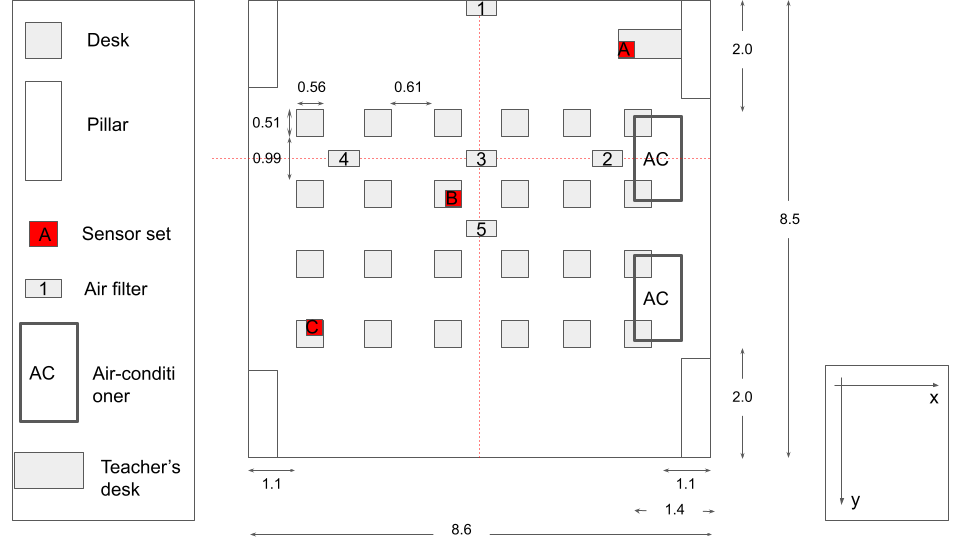 Desk
Pillar
A Sensor set
1 Air filter
AC Air-conditi
oner
Teacher's
desk
1
A
2.0
0.56
0.61
0.51
0.99
4
3
2
AC
B
8.5
5
AC
C
2.0
1.1
1.1
1.4
8.6
x
y